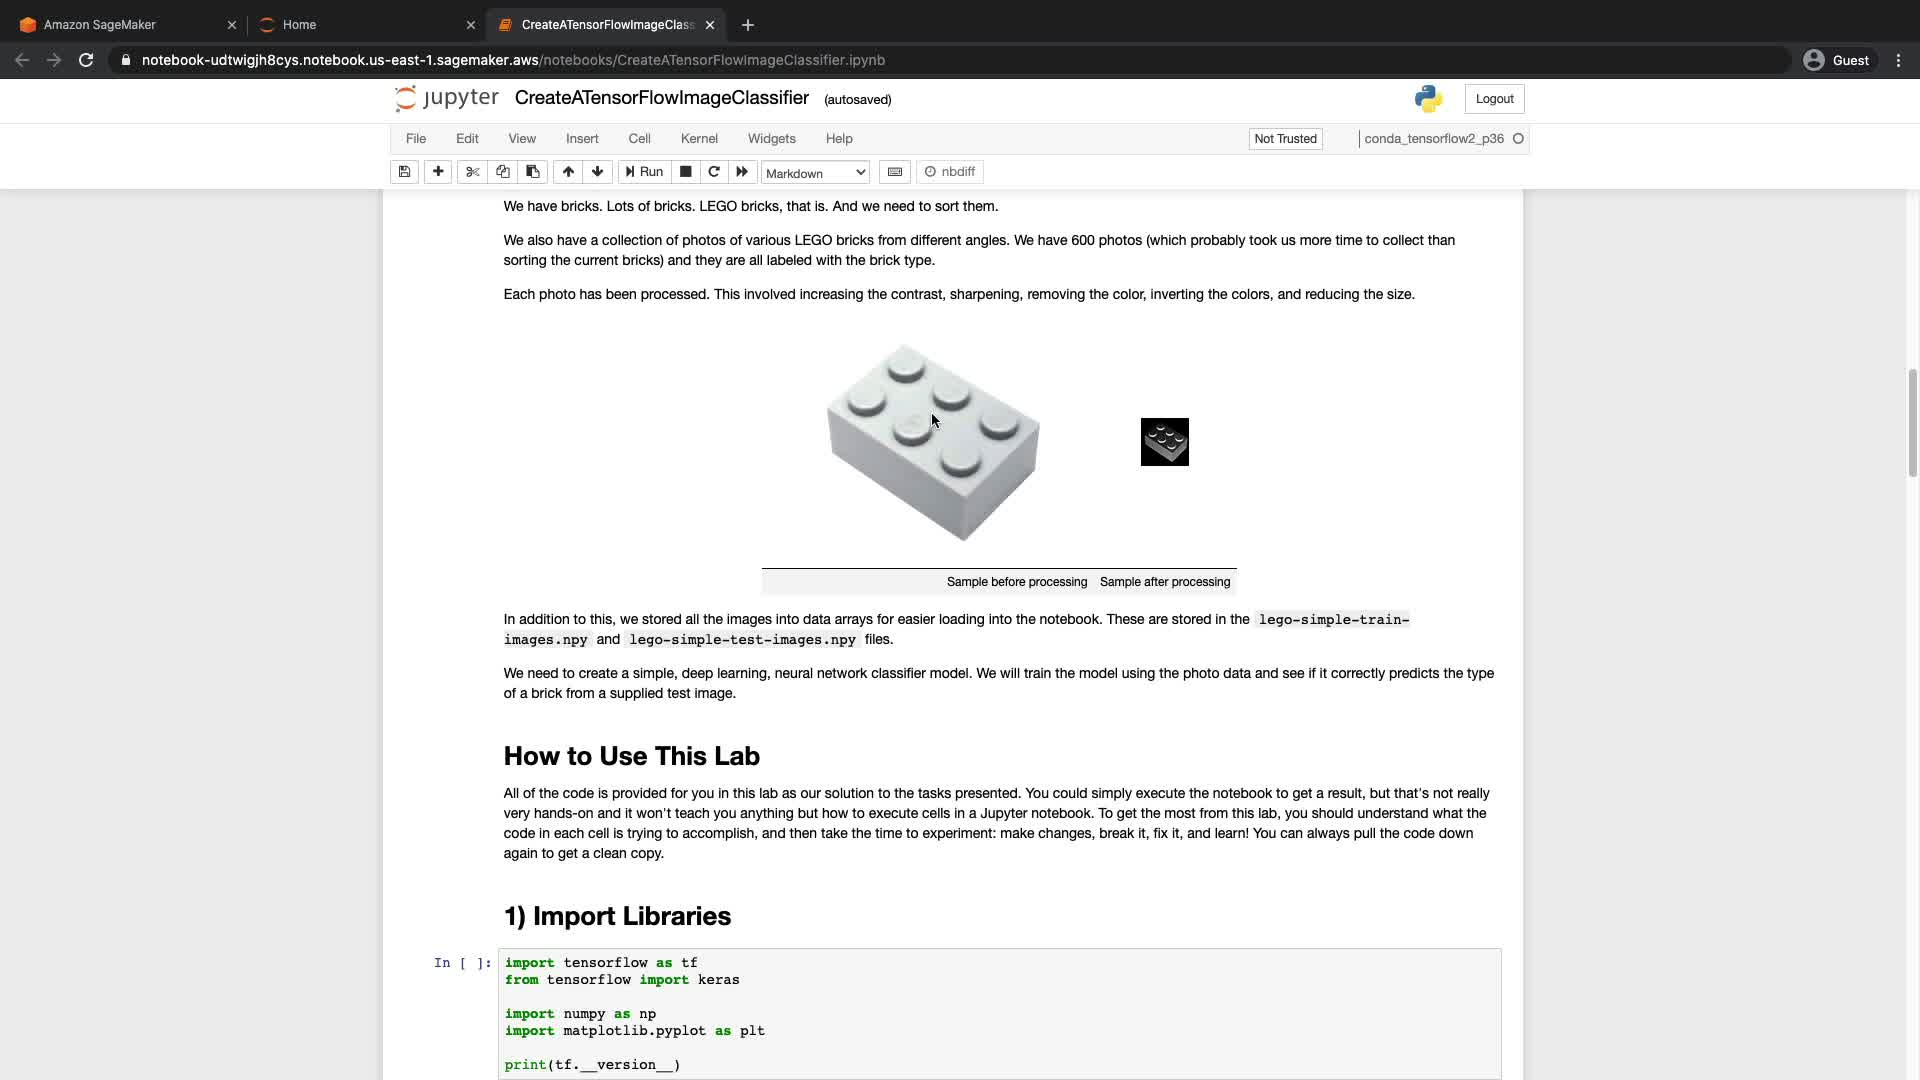 Amazon SageMaker
Home
CreateATensorFlowImageClass
notebook-udtwigjh8cys.notebook.us-east-1.sagemaker.aws/notebooks/CreateATensorFlowImageClassifier.ipynb
Guest
jupyter CreateATensorFlowImageClassifier (autosaved)
Logout
File Edit View Insert Cell Kernel Widgets Help
Not Trusted
conda_tensorflow2_p36
Run
Markdown
nbdiff
We have bricks. Lots of bricks. LEGO bricks, that is. And we need to sort them.
We also have a collection of photos of various LEGO bricks from different angles. We have 600 photos (which probably took us more time to collect than
sorting the current bricks) and they are all labeled with the brick type.
Each photo has been processed. This involved increasing the contrast, sharpening, removing the color, inverting the colors, and reducing the size.
Sample before processing Sample after processing
In addition to this, we stored all the images into data arrays for easier loading into the notebook. These are stored in the lego-simple-train-
images.npy and lego-simple-test-images.npy files.
We need to create a simple, deep learning, neural network classifier model. We will train the model using the photo data and see if it correctly predicts the type
of a brick from a supplied test image.
How to Use This Lab
All of the code is provided for you in this lab as our solution to the tasks presented. You could simply execute the notebook to get a result, but that's not really
very hands-on and it won't teach you anything but how to execute cells in a Jupyter notebook. To get the most from this lab, you should understand what the
code in each cell is trying to accomplish, and then take the time to experiment: make changes, break it, fix it, and learn! You can always pull the code down
again to get a clean copy.
1) Import Libraries
In [ ]:
import tensorflow as tf
from tensorflow import keras
import numpy as np
import matplotlib.pyplot as plt
print(tf.__version__)